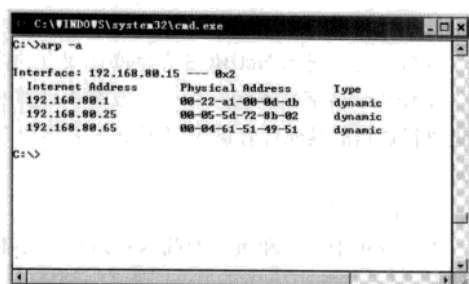 C:\WINDOWS\system32\cmd.exe
C:\>arp -a
Interface: 192.168.80.15 --- 0x2
Internet Address Physical Address Type
192.168.80.1 00-22-a1-00-0d-db dynamic
192.168.80.25 00-05-5d-72-8b-02 dynamic
192.168.80.65 00-04-61-51-49-51 dynamic
C:\>